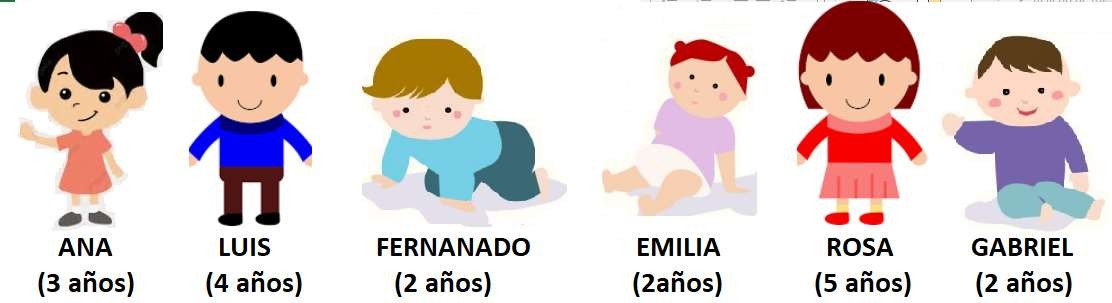 ANA LUIS FERNANADO EMILIA ROSA GABRIEL
(3 años) (4 años) (2 años) (2años) (5 años) (2 años)